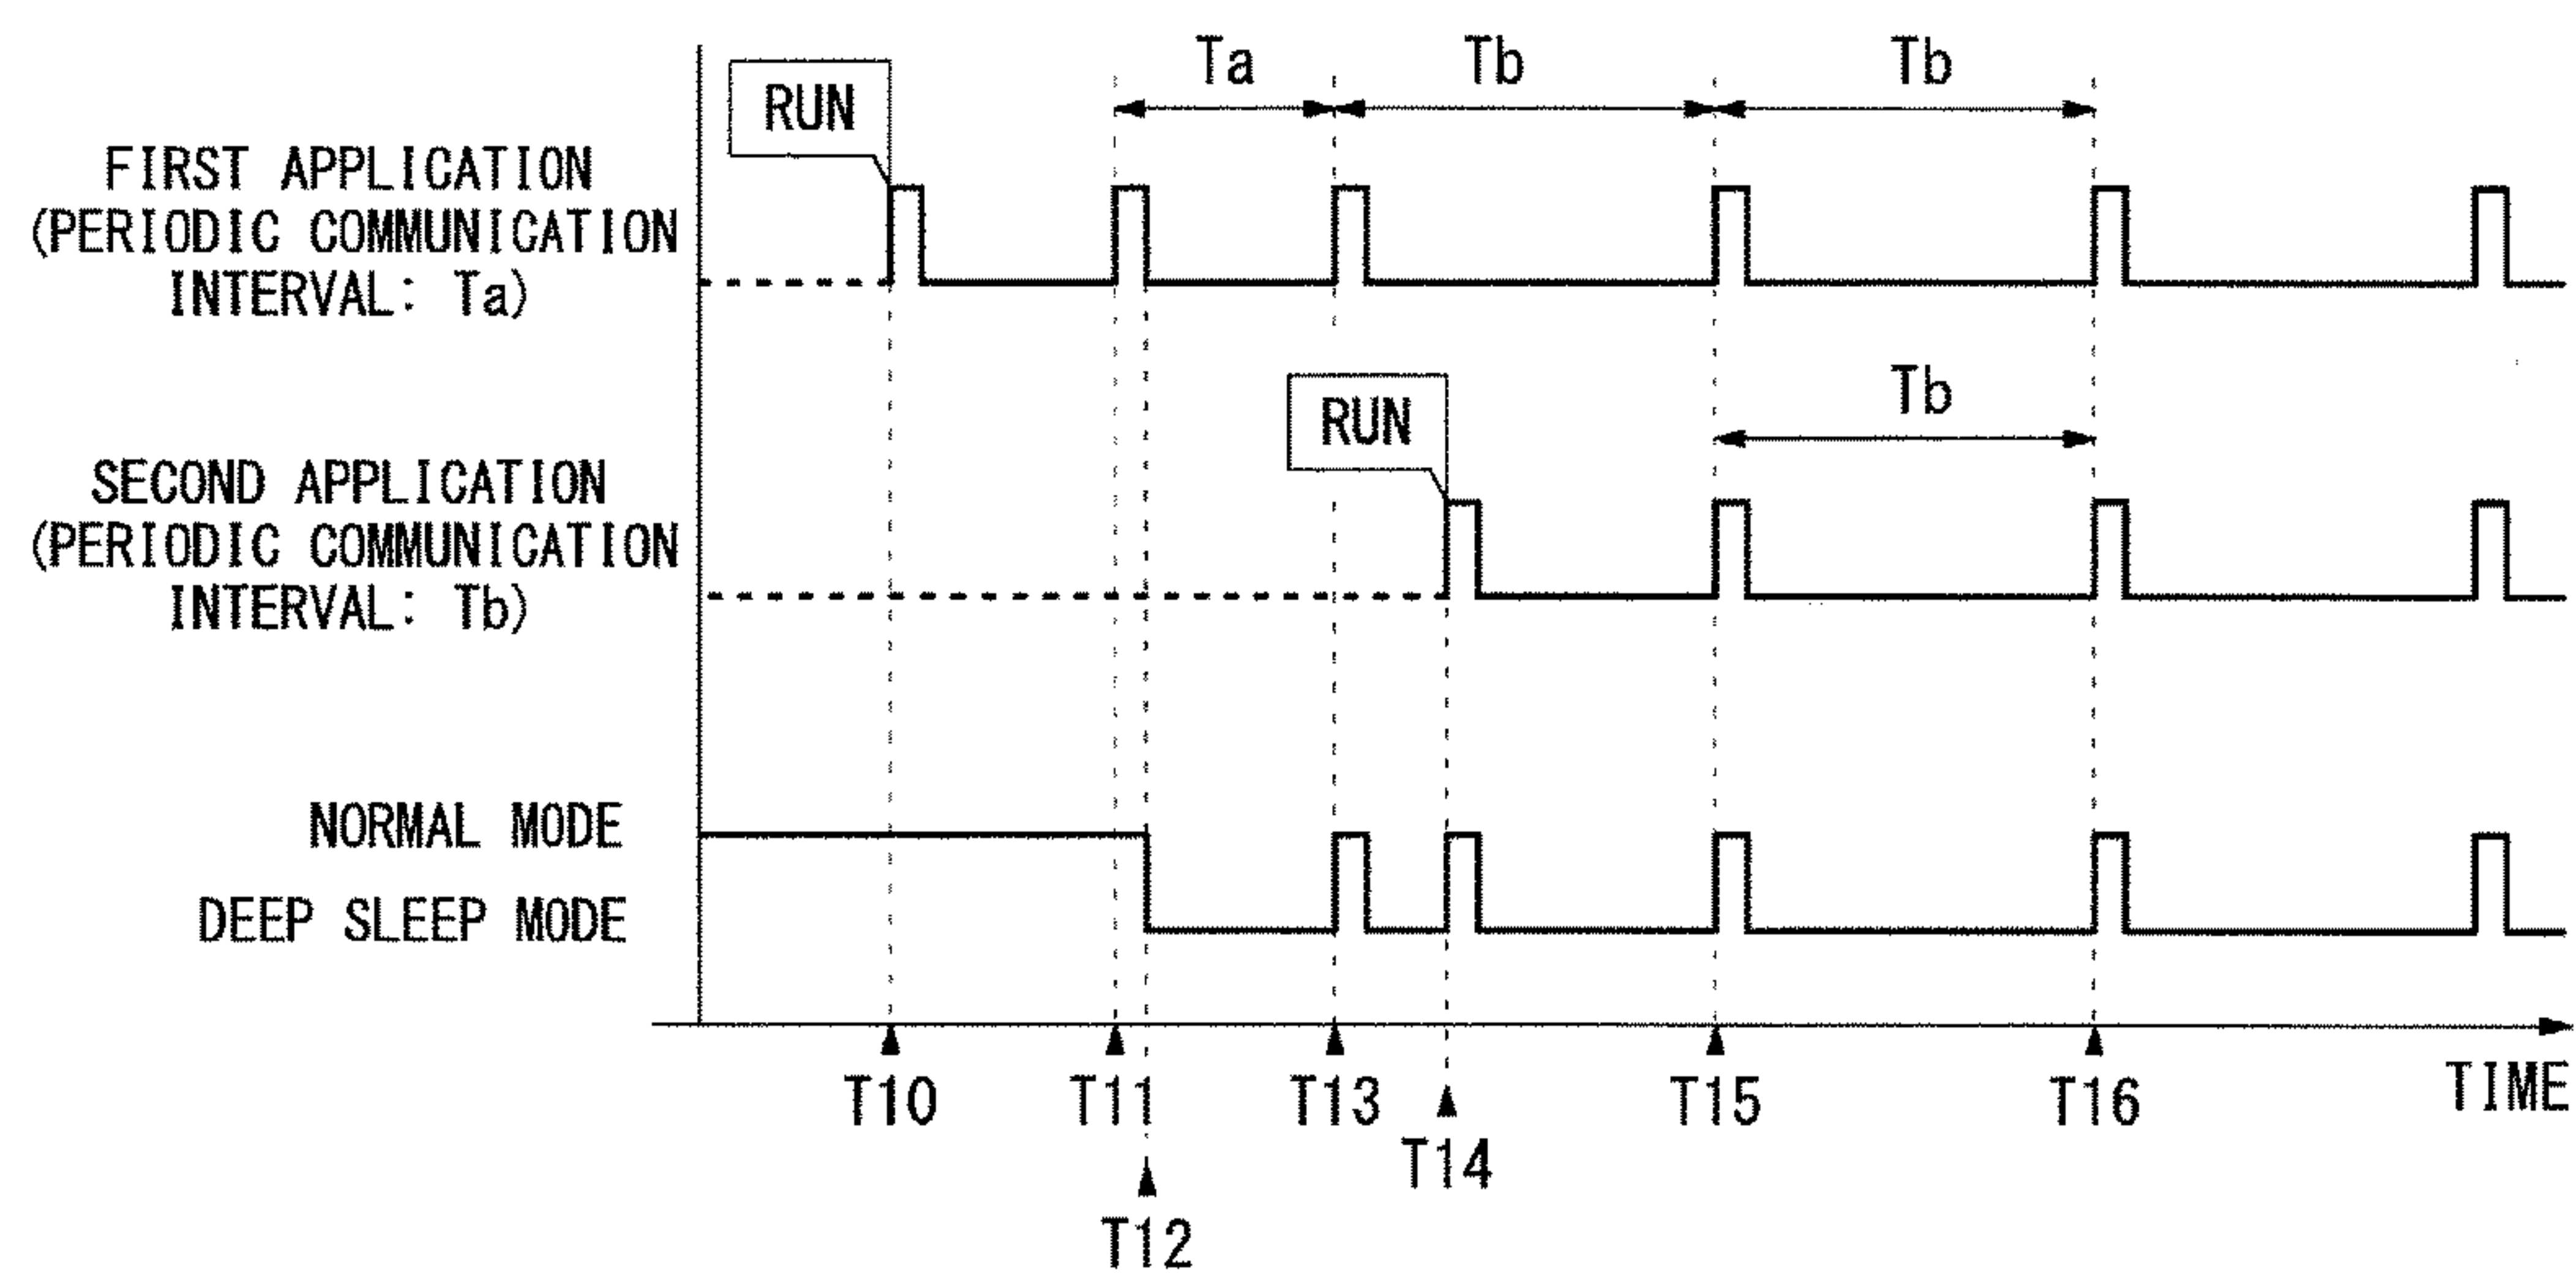 Ta
Tb
Tb
RUN
FIRST APPLICATION
(PERIODIC COMMUNICATION
INTERVAL: Ta)
Tb
RUN
SECOND APPLICATION
(PERIODIC COMMUNICATION
INTERVAL: Tb)
NORMAL MODE
DEEP SLEEP MODE
T10
T11
T13
T15
T16
TIME
T14
T12